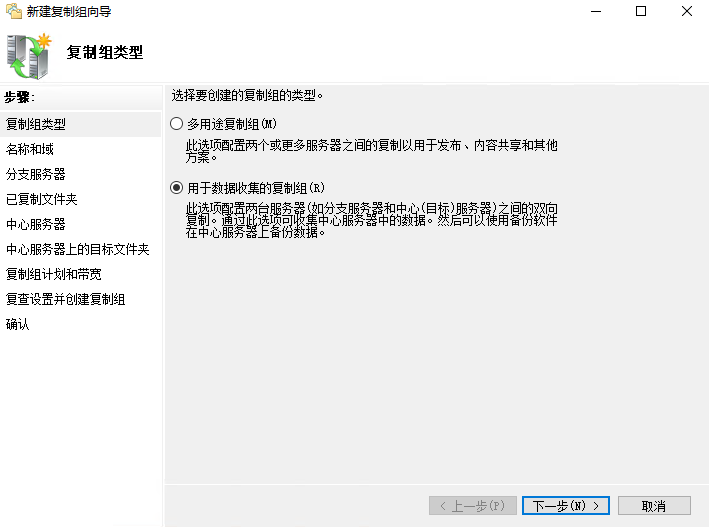 新建复制组向导
复制组类型
步骤:
复制组类型
名称和域
分支服务器
已复制文件夹
中心服务器
中心服务器上的目标文件夹
复制组计划和带宽
复查设置并创建复制组
确认
选择要创建的复制组的类型。
多用途复制组(M)
此选项配置两个或更多服务器之间的复制以用于发布、内容共享和其他
方案。
用于数据收集的复制组(R)
此选项配置两台服务器(如分支服务器和中心(目标)服务器)之间的双向
复制。通过此选项可收集中心服务器中的数据。然后可以使用备份软件
在中心服务器上备份数据。
< 上一步(P)
下一步(N) >
取消